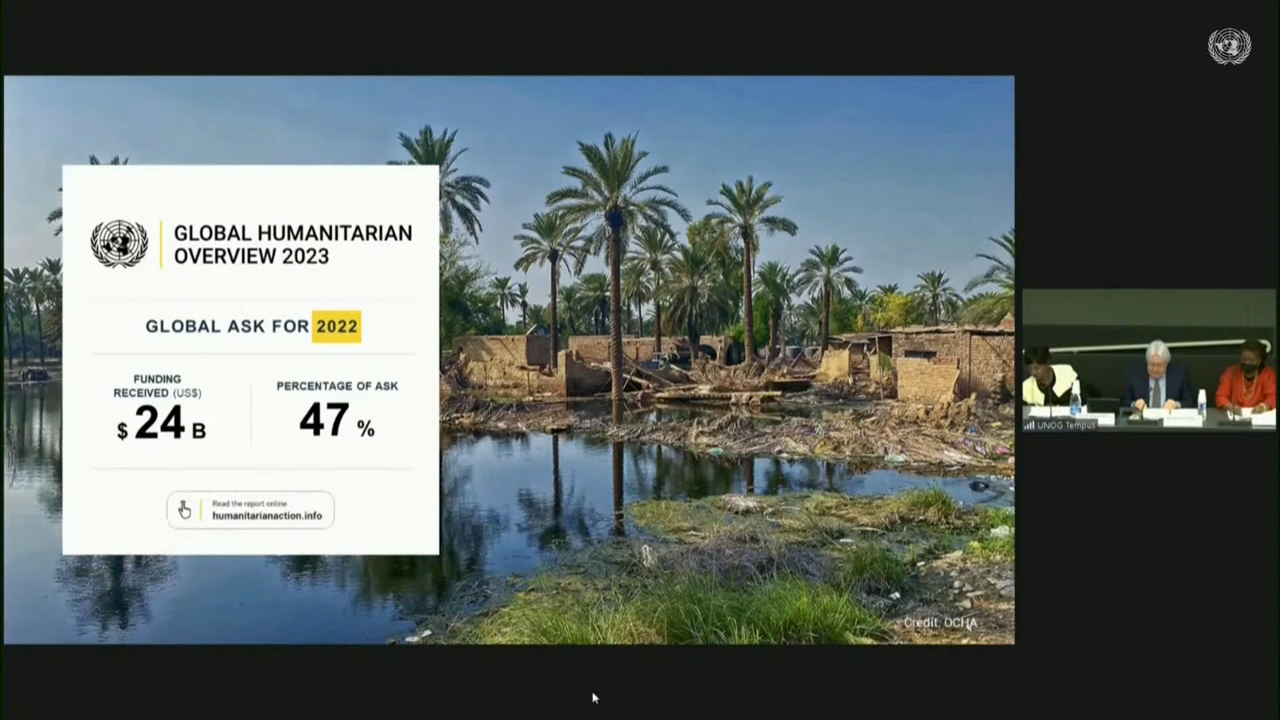 GLOBAL HUMANITARIAN
OVERVIEW 2023
GLOBAL ASK FOR 2022
FUNDING
RECEIVED (US$)
$ 24 B
PERCENTAGE OF ASK
47 %
Read the report online
humanitarianaction.info
Credit: OCHA
UNOG Tempus